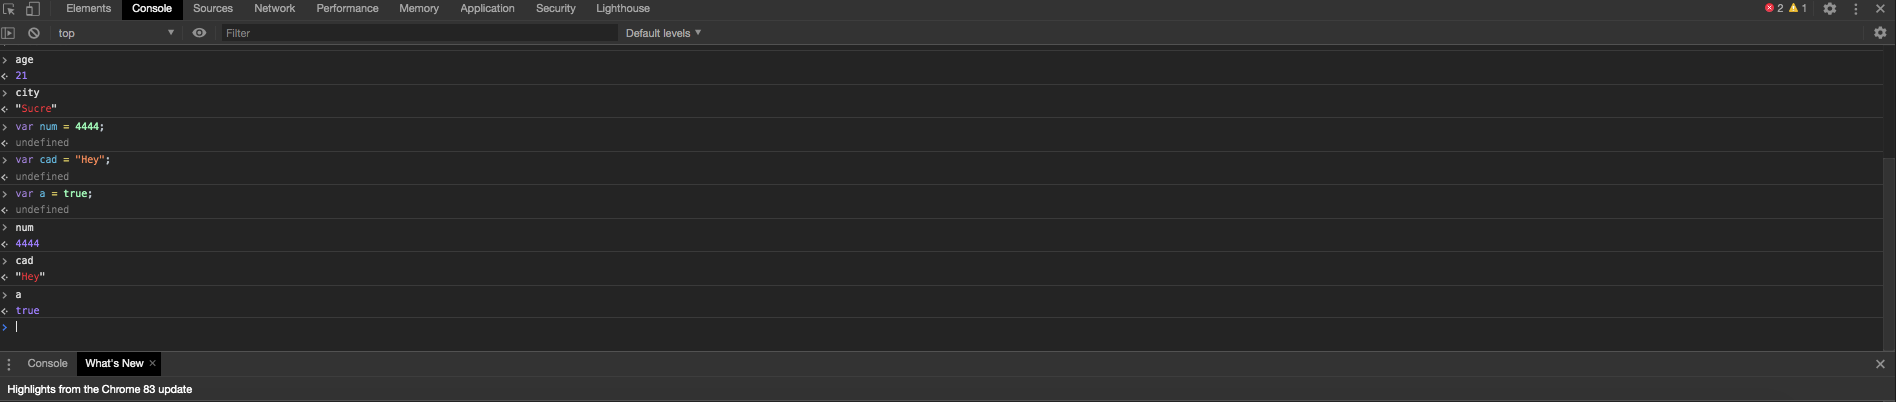 Elements Console Sources Network Performance Memory Application Security Lighthouse 2 1
top Filter Default levels
age
21
city
"Sucre"
var num = 4444;
undefined
var cad = "Hey";
undefined
var a = true;
undefined
num
4444
cad
"Hey"
a
true
Console What's New
Highlights from the Chrome 83 update